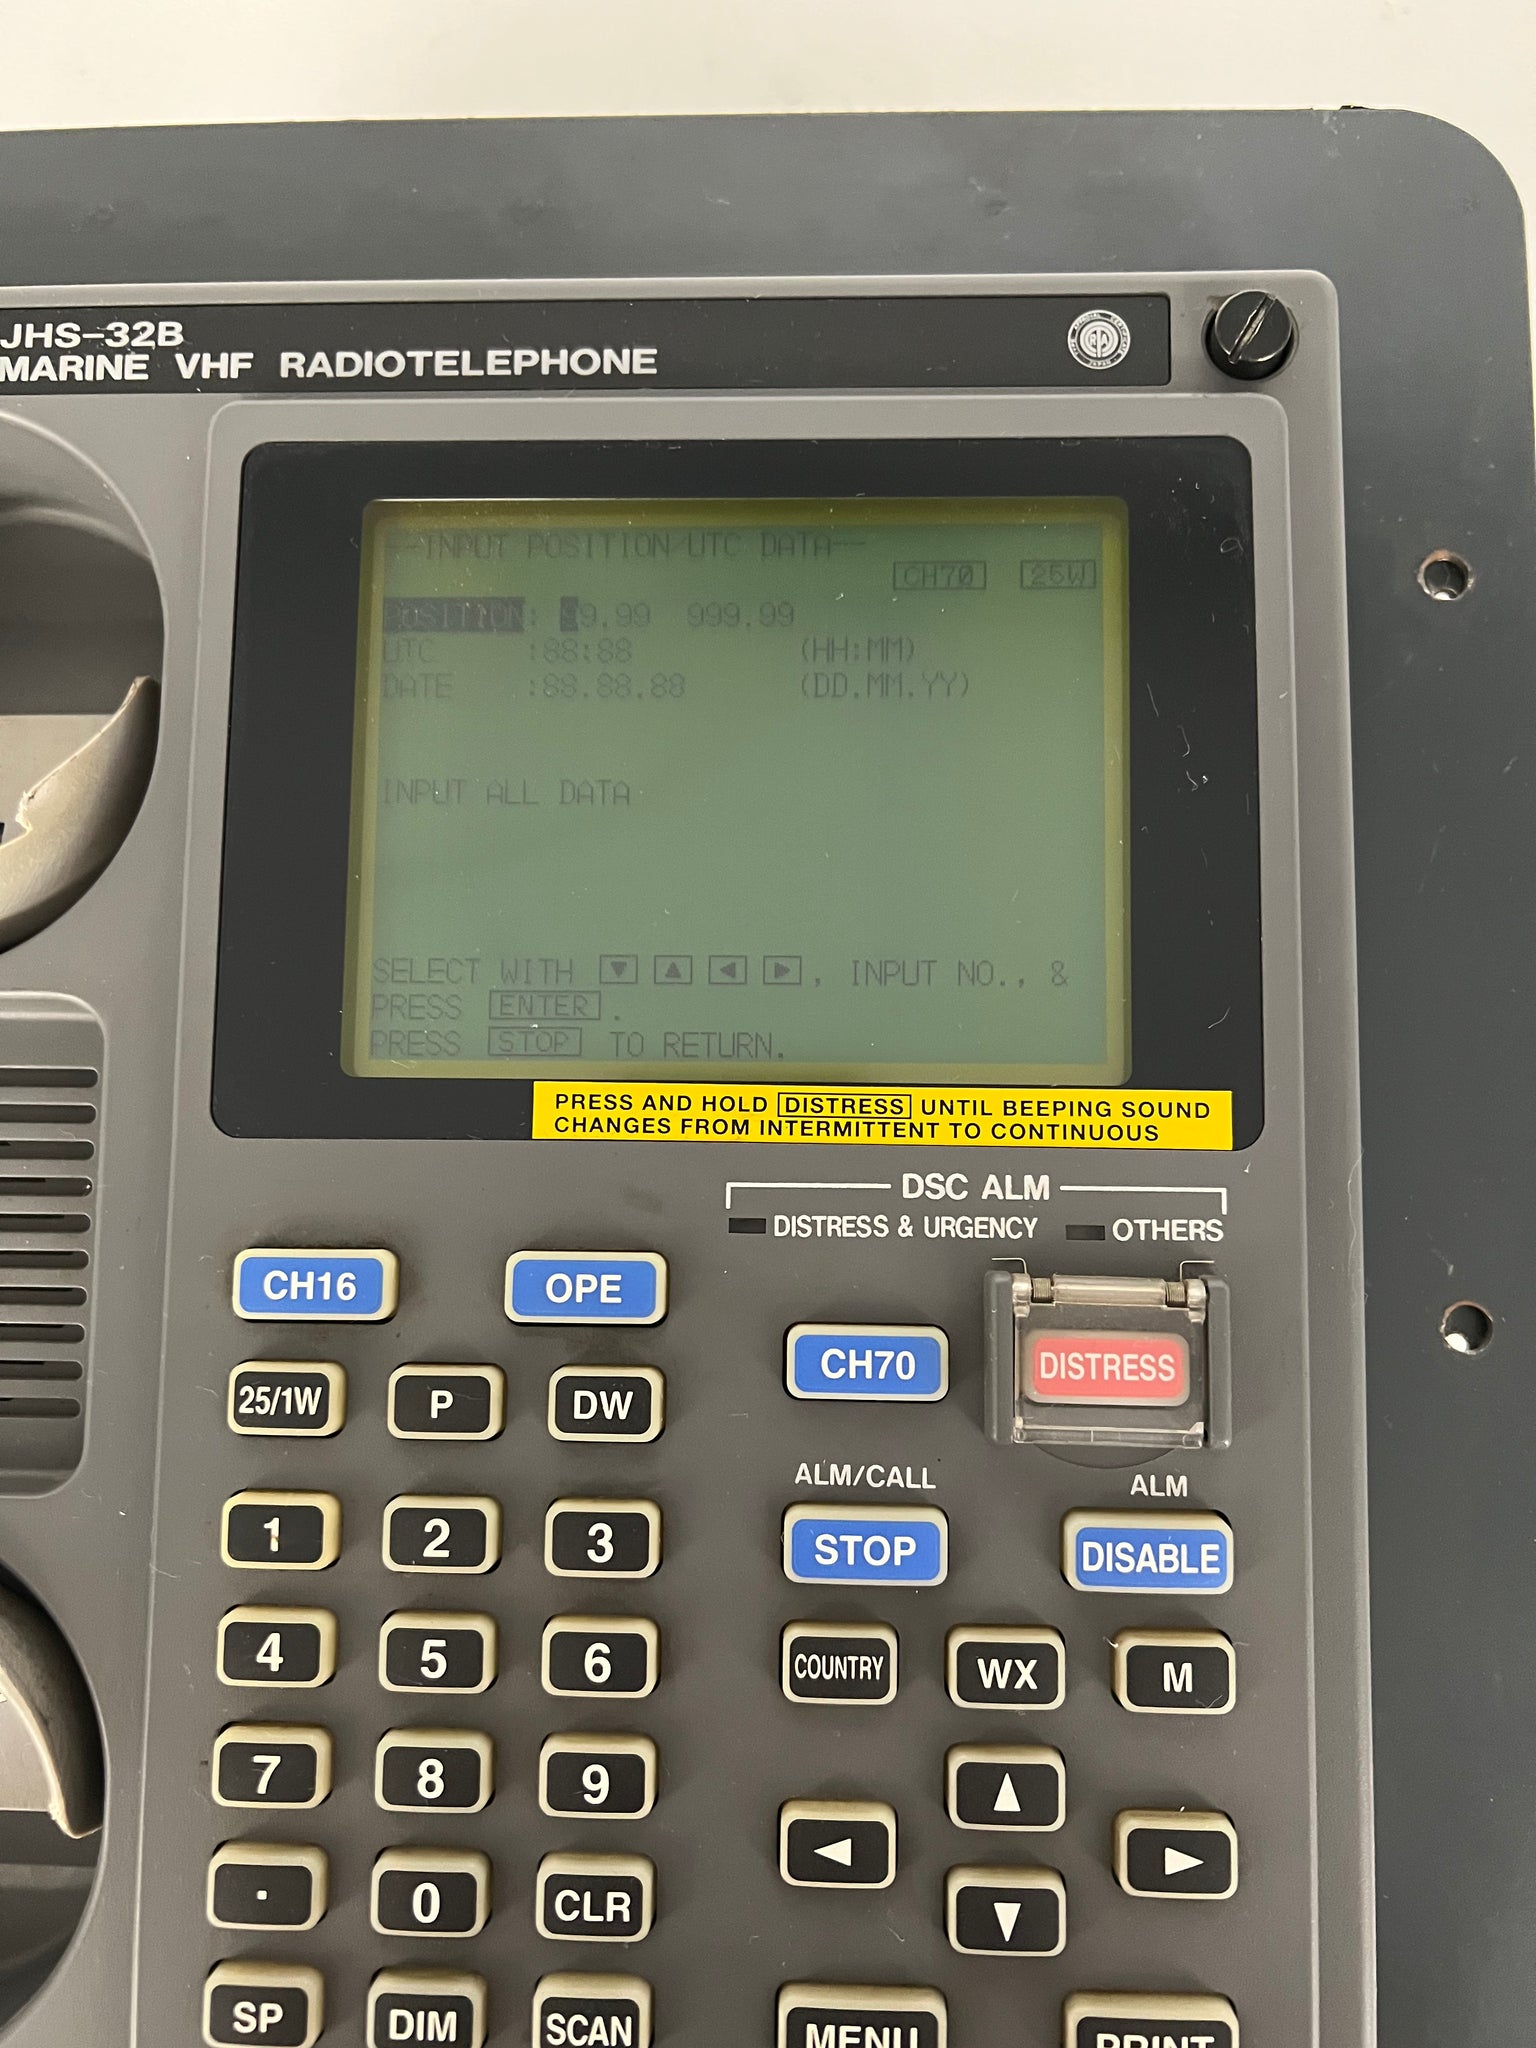 JHS-32B
MARINE VHF RADIOTELEPHONE
--INPUT POSITION/UTC DATA--
CH70 25W
POSITION: 99.99 999.99
UTC :88:88 (HH:MM)
DATE :88.88.88 (DD.MM.YY)
INPUT ALL DATA
SELECT WITH ▼ ▲ ◀ ▶, INPUT NO., &
PRESS ENTER.
PRESS STOP TO RETURN.
PRESS AND HOLD DISTRESS UNTIL BEEPING SOUND
CHANGES FROM INTERMITTENT TO CONTINUOUS
DSC ALM
DISTRESS & URGENCY OTHERS
CH16 OPE
CH70 DISTRESS
25/1W P DW
ALM/CALL ALM
1 2 3
STOP DISABLE
4 5 6
COUNTRY WX M
7 8 9
▲
◀ ▶
. 0 CLR
▼
SP DIM SCAN
MENU PRINT